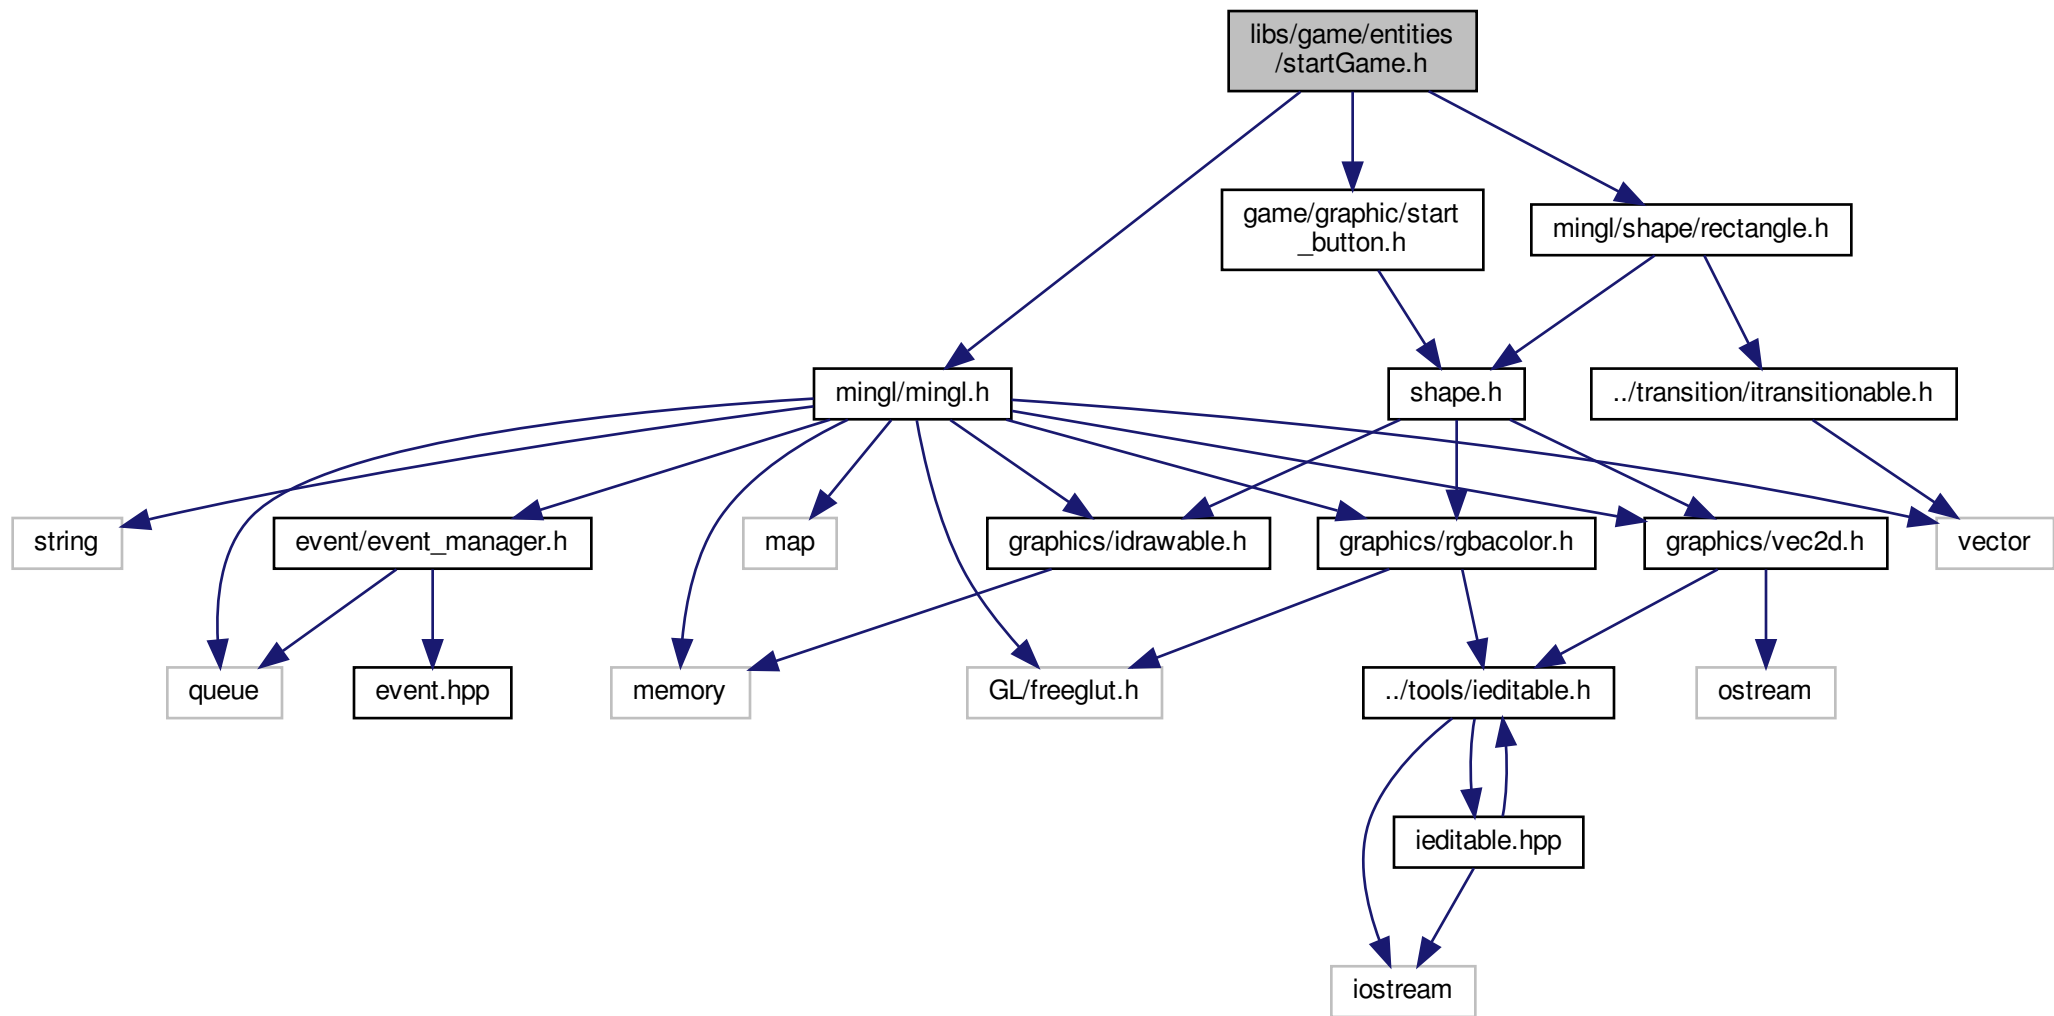 libs/game/entities
/startGame.h
game/graphic/start
_button.h
mingl/shape/rectangle.h
mingl/mingl.h
shape.h
../transition/itransitionable.h
string
event/event_manager.h
map
graphics/idrawable.h
graphics/rgbacolor.h
graphics/vec2d.h
vector
queue
event.hpp
memory
GL/freeglut.h
../tools/ieditable.h
ostream
ieditable.hpp
iostream